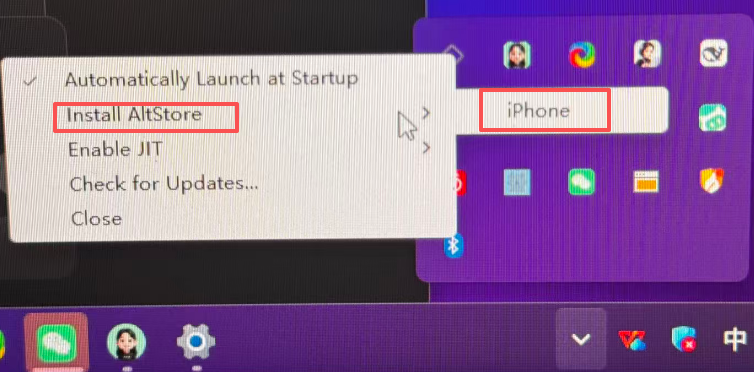 Automatically Launch at Startup
Install AltStore
iPhone
Enable JIT
Check for Updates...
Close
中